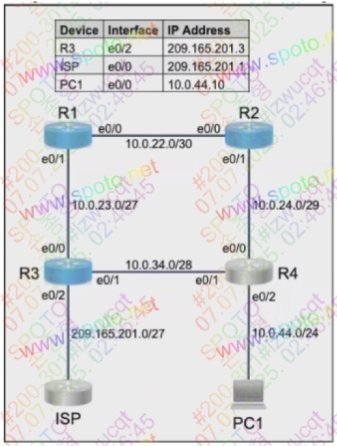 Device Interface IP Address
R3 e0/2 209.165.201.3
ISP e0/0 209.165.201.1
PC1 e0/0 10.0.44.10
R1 R2
e0/0 e0/0
10.0.22.0/30
e0/1 e0/1
10.0.23.0/27 10.0.24.0/29
e0/0 e0/0
10.0.34.0/28
R3 R4
e0/1 e0/1
e0/2 e0/2
209.165.201.0/27 10.0.44.0/24
ISP PC1